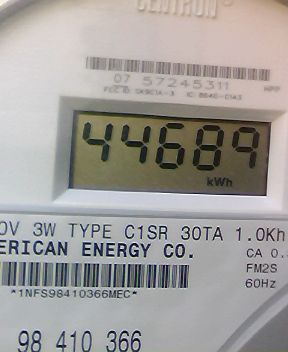 CENTRON
07 57245311
44689
kWh
0V 3W TYPE C1SR 30TA 1.0Kh
ERICAN ENERGY CO.
CA 0.
FM2S
*1NFS98410366MEC*
60Hz
98 410 366